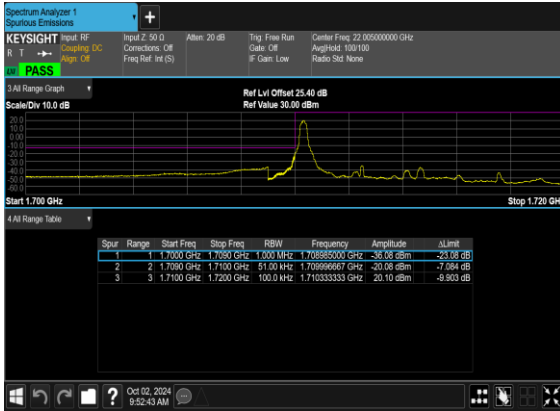 Spectrum Analyzer 1
Spurious Emissions
+
KEYSIGHT Input: RF Input Z: 50 Ω Atten: 20 dB Trig: Free Run Center Freq: 22.005000000 GHz
R T Coupling: DC Corrections: Off Gate: Off Avg|Hold: 100/100
Align: Off Freq Ref: Int (S) IF Gain: Low Radio Std: None
PASS
3 All Range Graph
Ref Lvl Offset 25.40 dB
Scale/Div 10.0 dB Ref Value 30.00 dBm
20.0
10.0
0.00
-10.0
-20.0
-30.0
-40.0
-50.0
-60.0
Start 1.700 GHz Stop 1.720 GH
4 All Range Table
Spur Range Start Freq Stop Freq RBW Frequency Amplitude ΔLimit
1 1 1.7000 GHz 1.7090 GHz 1.000 MHz 1.708985000 GHz -36.08 dBm -23.08 dB
2 2 1.7090 GHz 1.7100 GHz 51.00 kHz 1.709996667 GHz -20.08 dBm -7.084 dB
3 3 1.7100 GHz 1.7200 GHz 100.0 kHz 1.710333333 GHz 20.10 dBm -9.903 dB
? Oct 02, 2024
9:52:43 AM